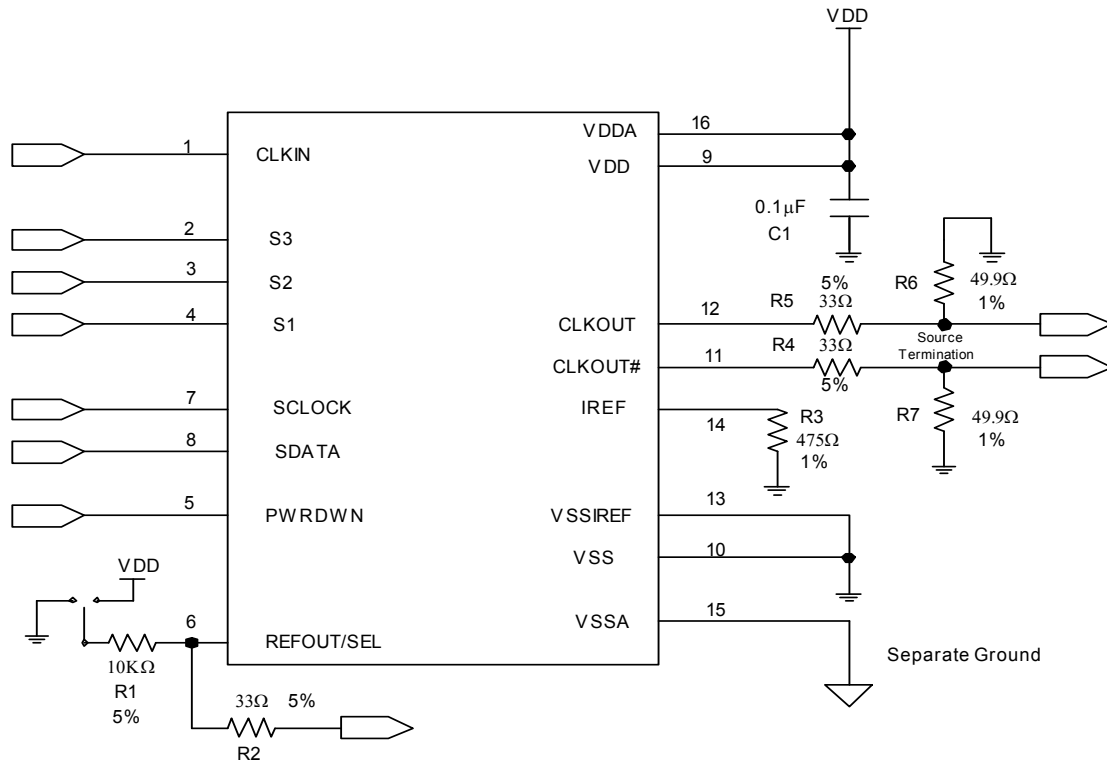 VDD
16
VDDA
9
VDD
1
CLKIN
0.1µF
C1
2
S3
3
S2
4
S1
R6
49.9Ω
1%
5%
R5
33Ω
12
CLKOUT
Source
Termination
R4
33Ω
11
CLKOUT#
5%
7
SCLOCK
IREF
14
R3
475Ω
1%
R7
49.9Ω
1%
8
SDATA
5
PWRDWN
13
VSSIREF
10
VSS
VDD
15
VSSA
6
REFOUT/SEL
Separate Ground
10KΩ
R1
5%
33Ω 5%
R2